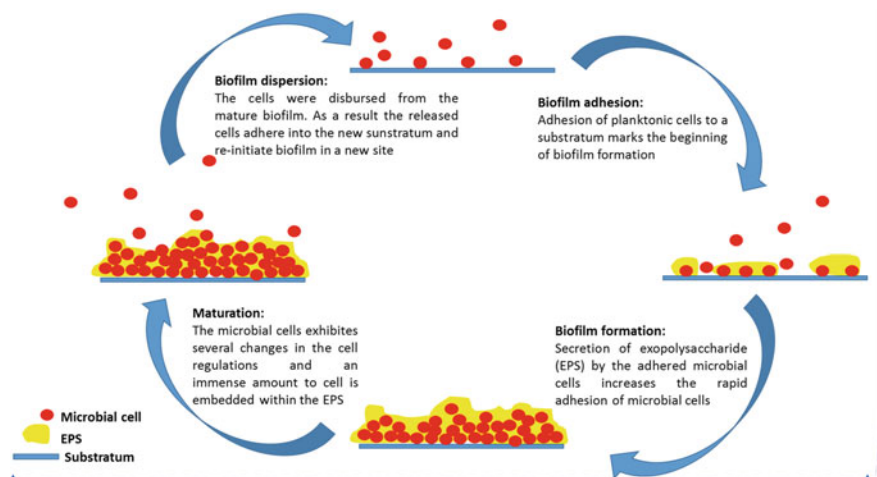 Biofilm dispersion:
The cells were disbursed from the
mature biofilm. As a result the released
cells adhere into the new sunstratum and
re-initiate biofilm in a new site
Biofilm adhesion:
Adhesion of planktonic cells to a
substratum marks the beginning
of biofilm formation
Biofilm formation:
Secretion of exopolysaccharide
(EPS) by the adhered microbial
cells increases the rapid
adhesion of microbial cells
Maturation:
The microbial cells exhibites
several changes in the cell
regulations and an
immense amount to cell is
embedded within the EPS
Microbial cell
EPS
Substratum